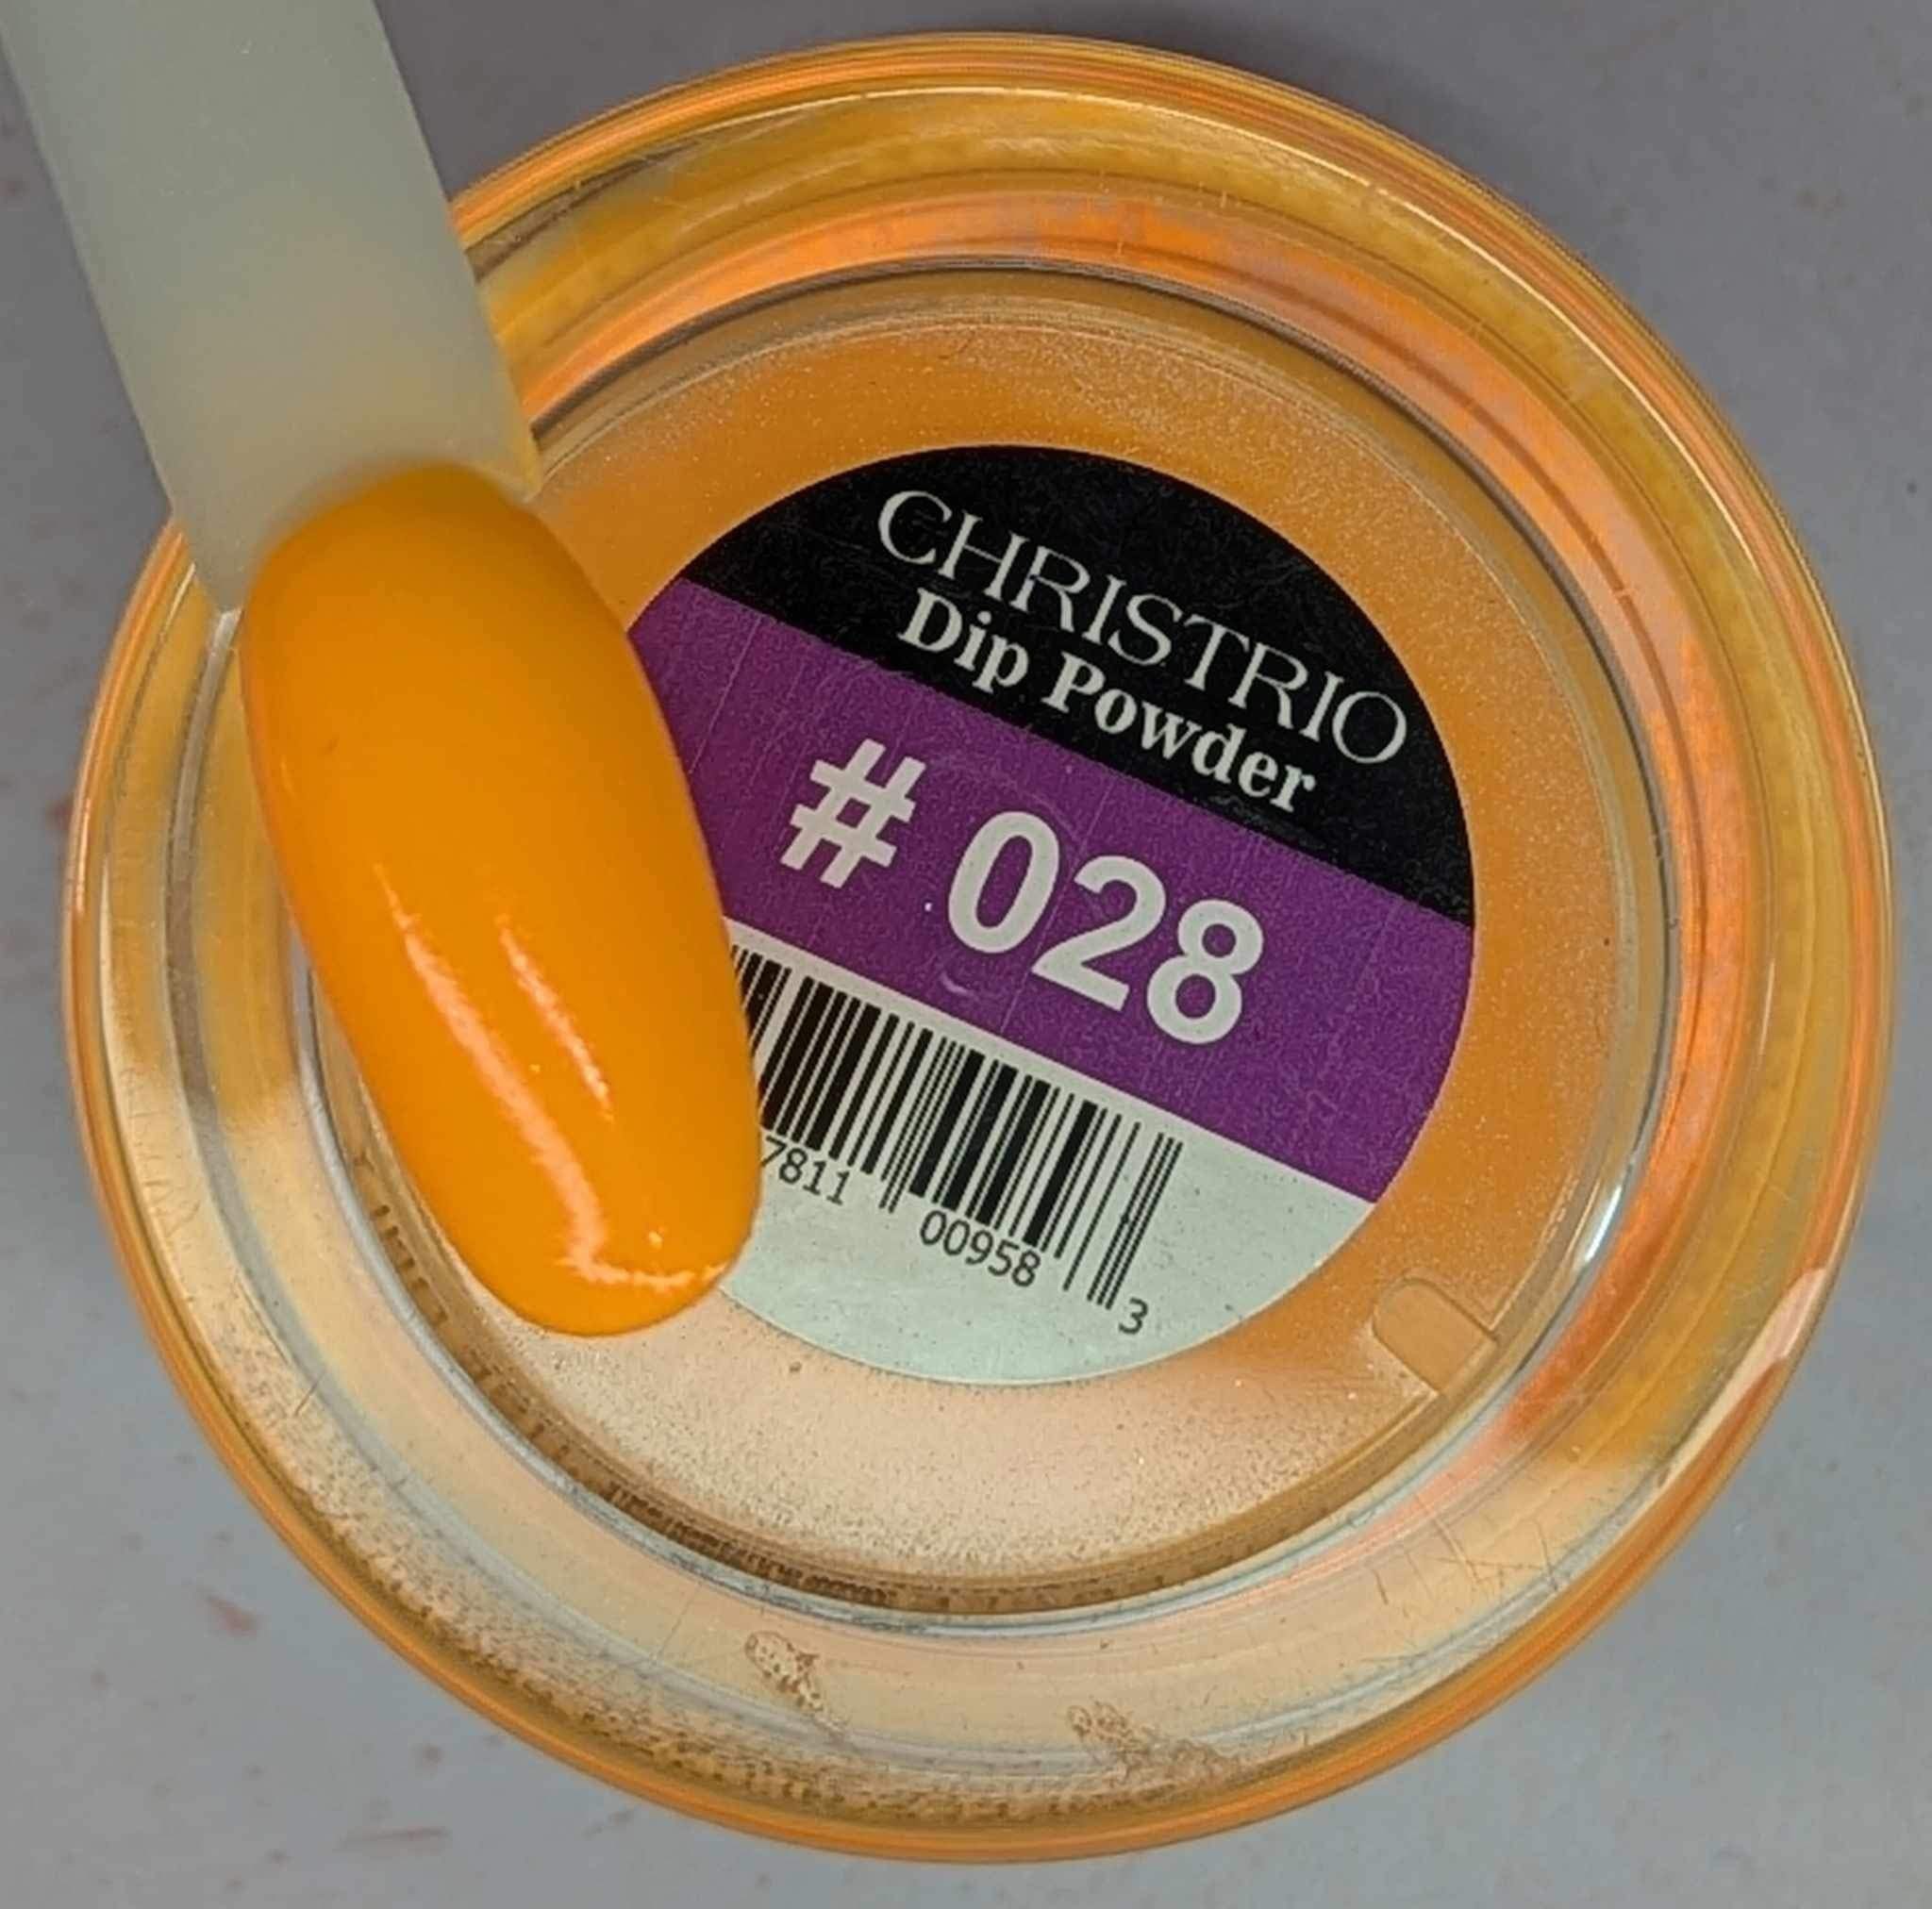 CHRISTRIO
Dip Powder
# 028
7811 00958 3